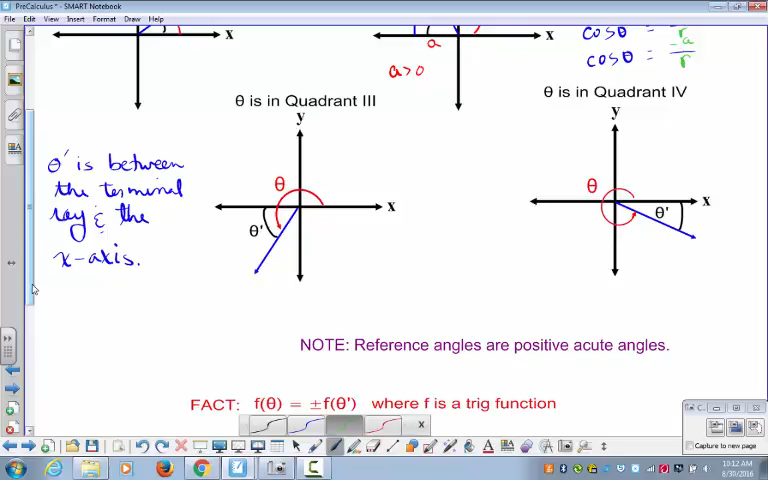 PreCalculus * - SMART Notebook
File Edit View Insert Format Tools Draw Help
x
a
a>0
x
cosθ = r
cosθ = -a
r
θ is in Quadrant III
θ is in Quadrant IV
y
y
θ' is between
the terminal
ray & the
x-axis.
θ
x
θ'
θ
x
θ'
NOTE: Reference angles are positive acute angles.
FACT: f(θ) = ±f(θ') where f is a trig function
x
C..
Capture to new page
10:12 AM
8/30/2016